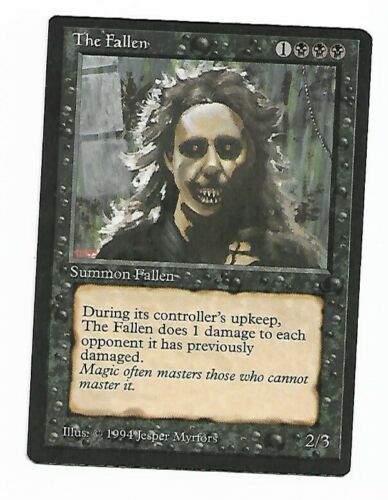 The Fallen
1
Summon Fallen
During its controller's upkeep,
The Fallen does 1 damage to each
opponent it has previously
damaged.
Magic often masters those who cannot
master it.
Illus: © 1994 Jesper Myrfors
2/3